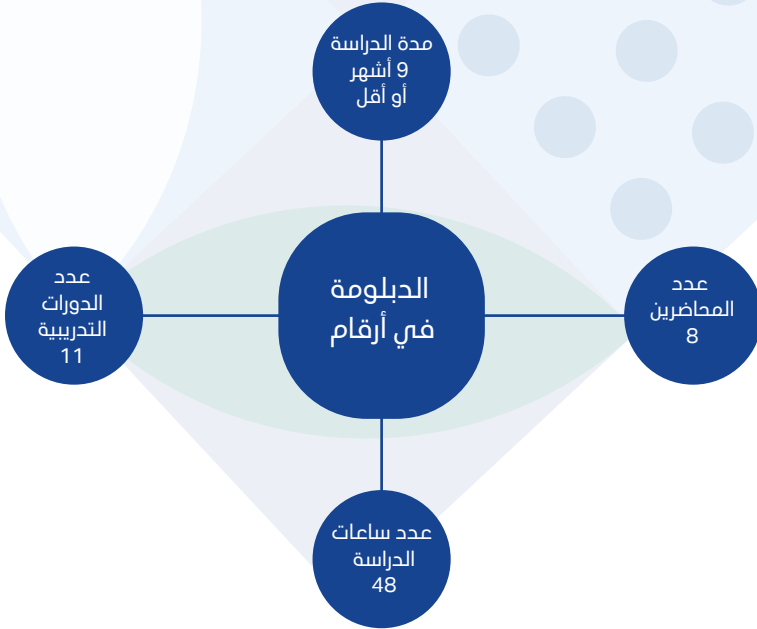 مدة الدراسة
9 أشهر
أو أقل
عدد
المحاضرين
8
الدبلومة
في أرقام
عدد
الدورات
التدريبية
11
عدد ساعات
الدراسة
48